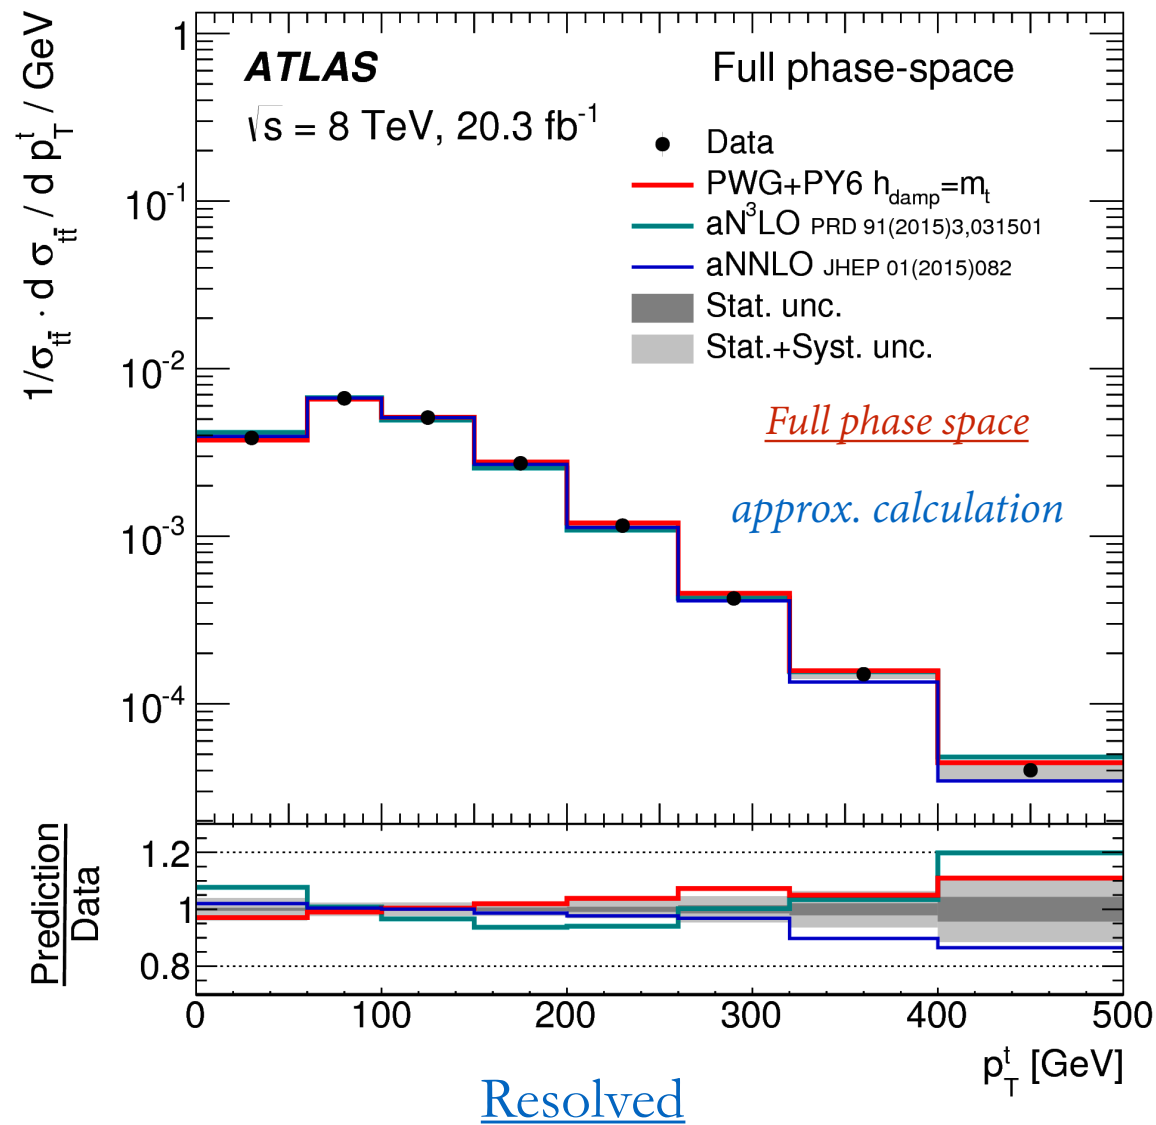 1/σtt̄ · d σtt̄ / d pTt / GeV
1
10-1
10-2
10-3
10-4
ATLAS
√s = 8 TeV, 20.3 fb-1
Full phase-space
Data
PWG+PY6 hdamp=mt
aN3LO PRD 91(2015)3,031501
aNNLO JHEP 01(2015)082
Stat. unc.
Stat.+Syst. unc.
Full phase space
approx. calculation
Prediction
Data
1.2
1
0.8
0 100 200 300 400 500
pTt [GeV]
Resolved